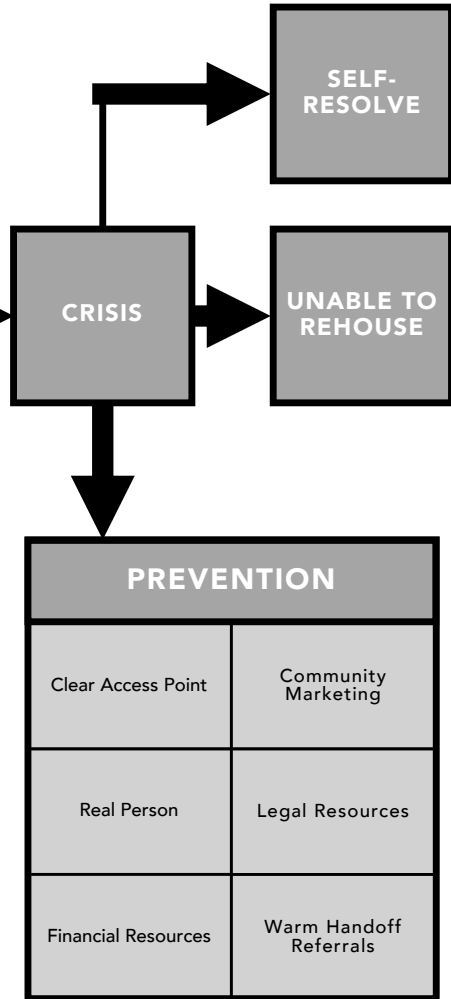 SELF-
RESOLVE
CRISIS
UNABLE TO
REHOUSE
PREVENTION
Clear Access Point
Community
Marketing
Real Person
Legal Resources
Financial Resources
Warm Handoff
Referrals